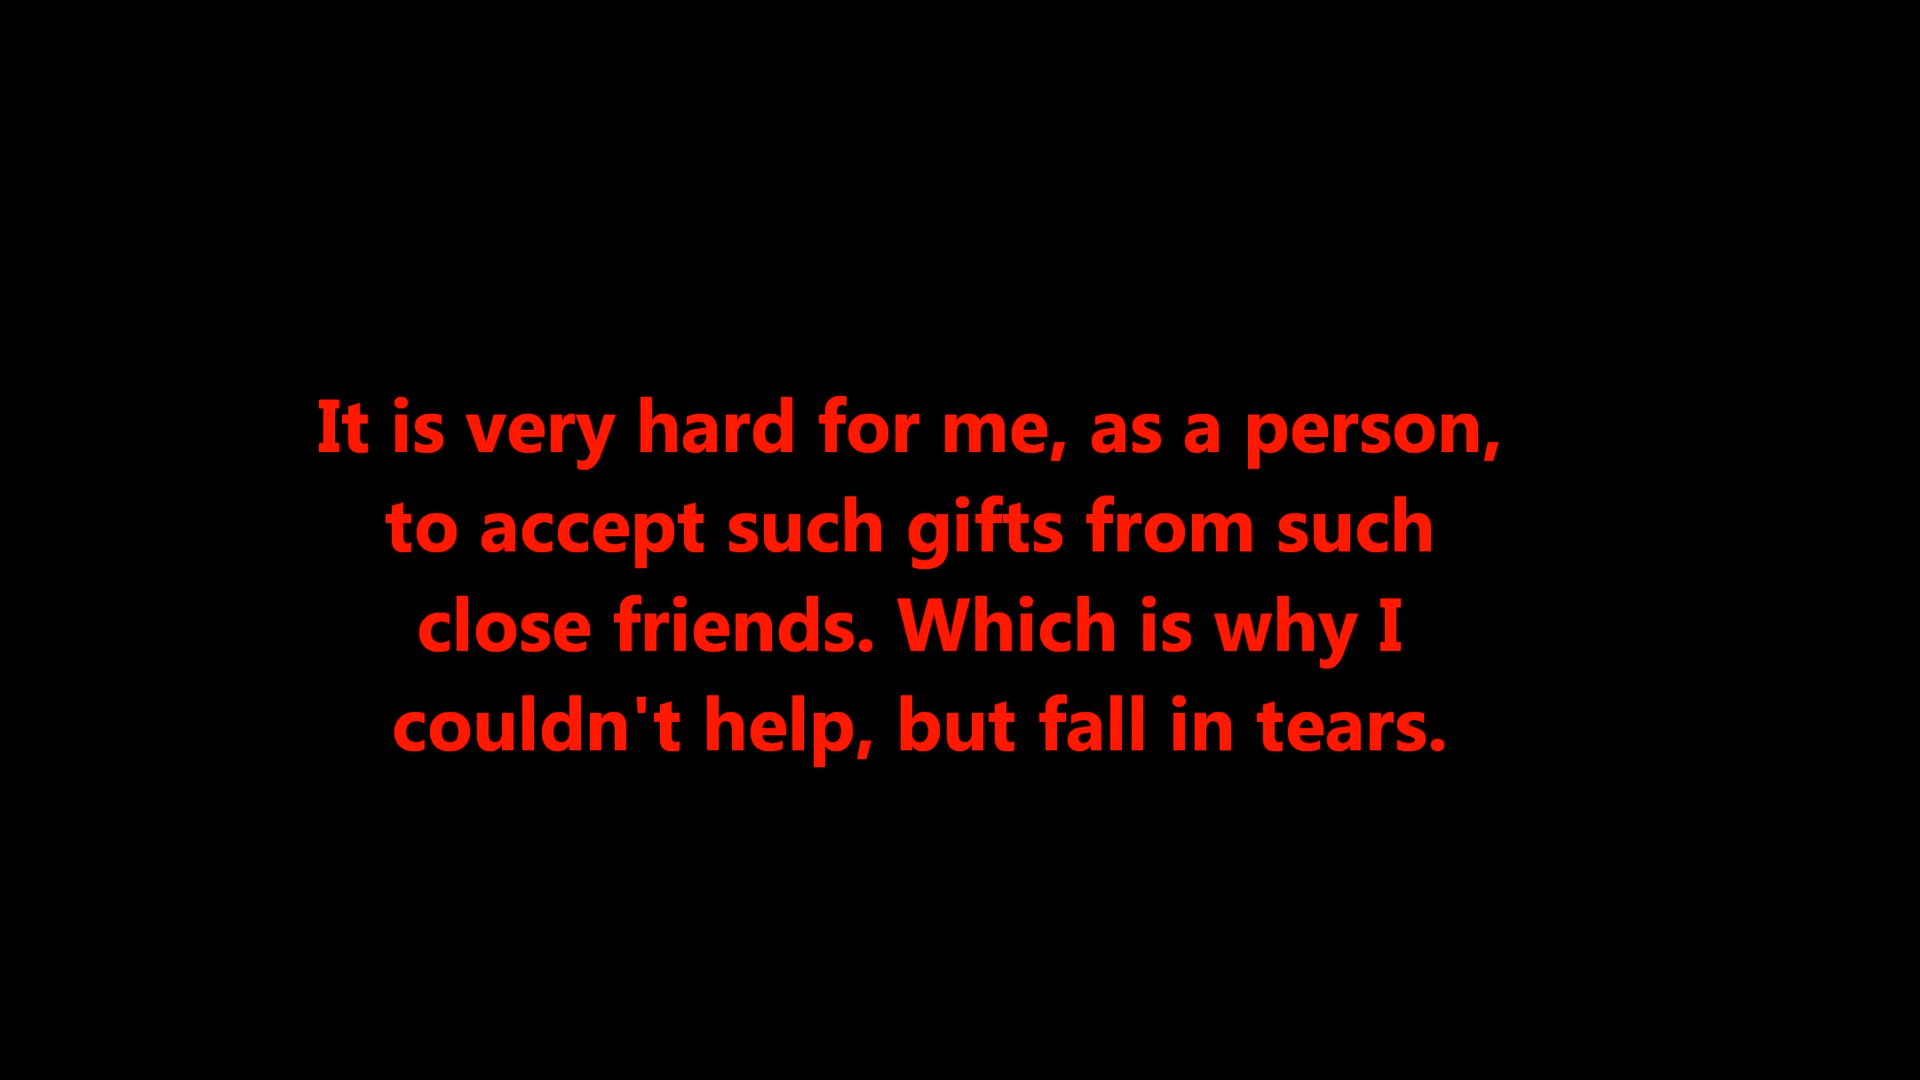 It is very hard for me, as a person,
to accept such gifts from such
close friends. Which is why I
couldn't help, but fall in tears.